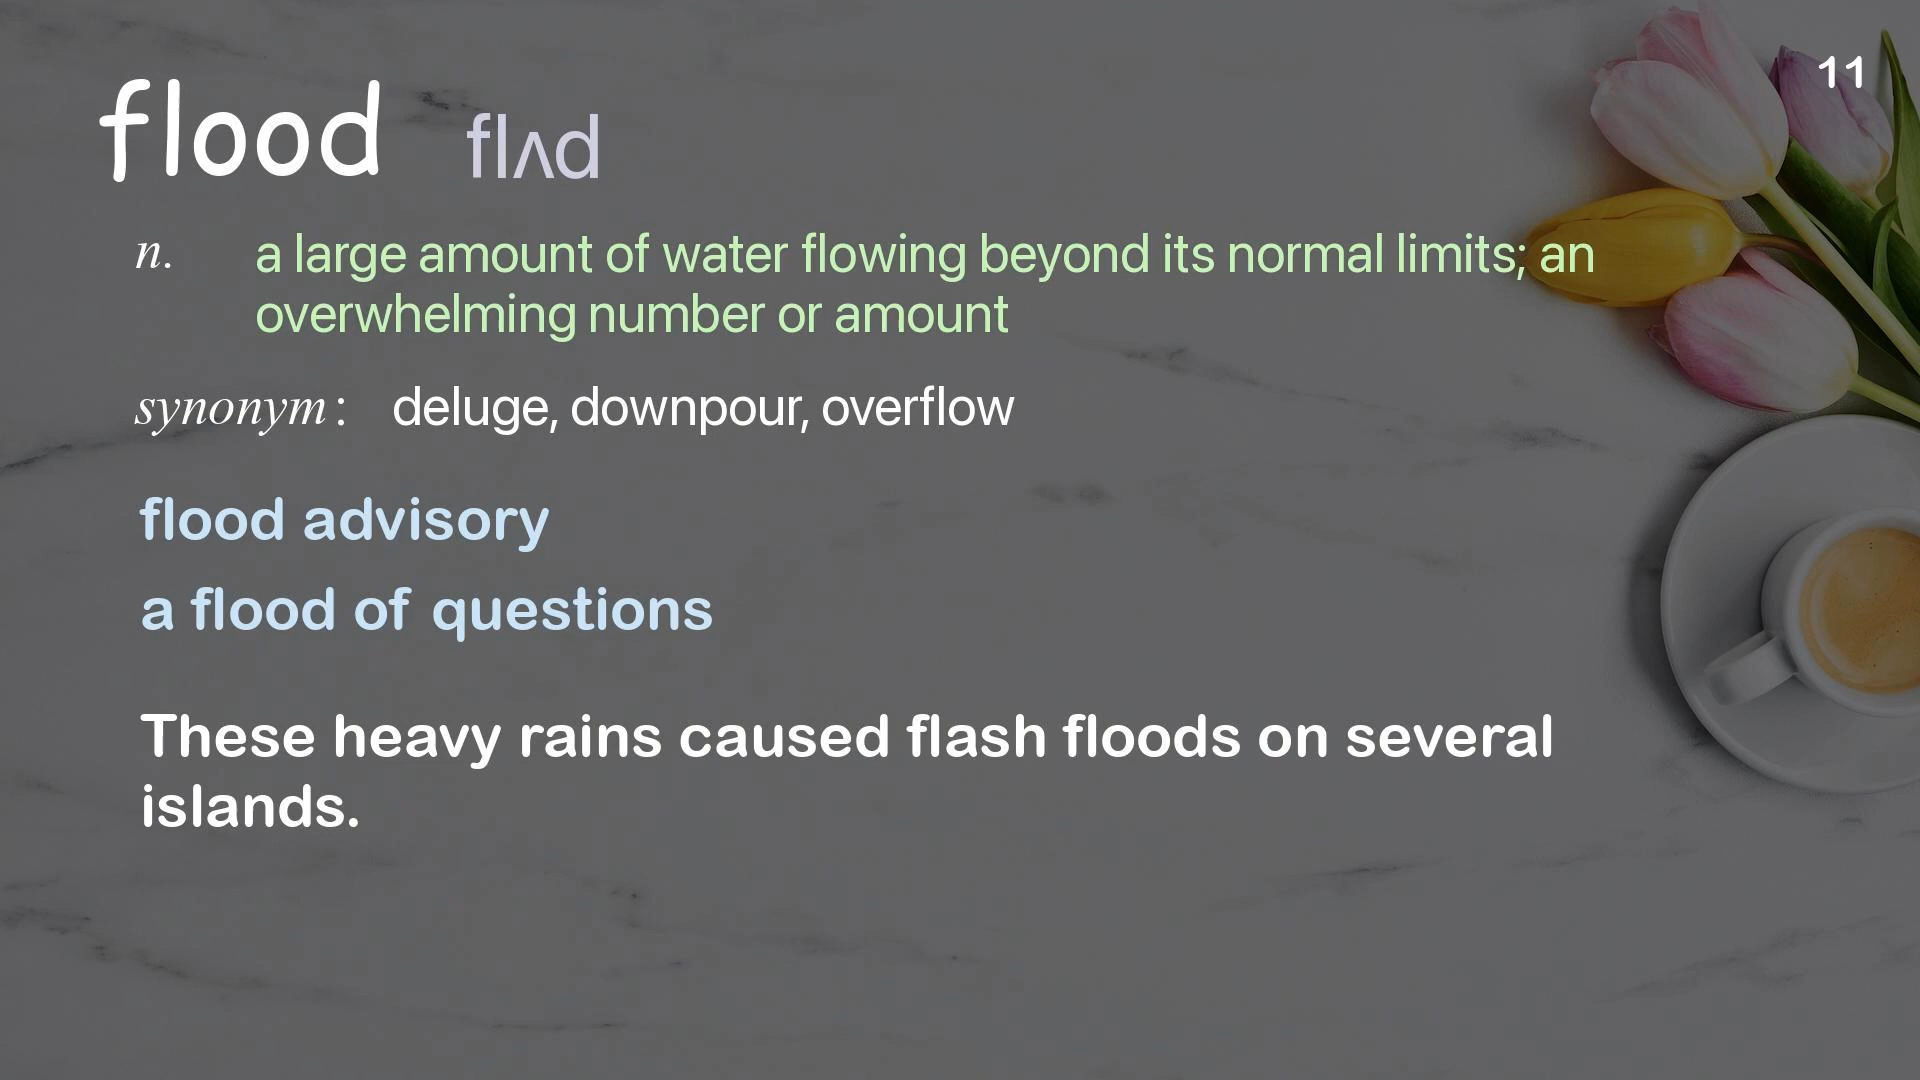 11
flood flʌd
n. a large amount of water flowing beyond its normal limits; an
overwhelming number or amount
synonym: deluge, downpour, overflow
flood advisory
a flood of questions
These heavy rains caused flash floods on several
islands.